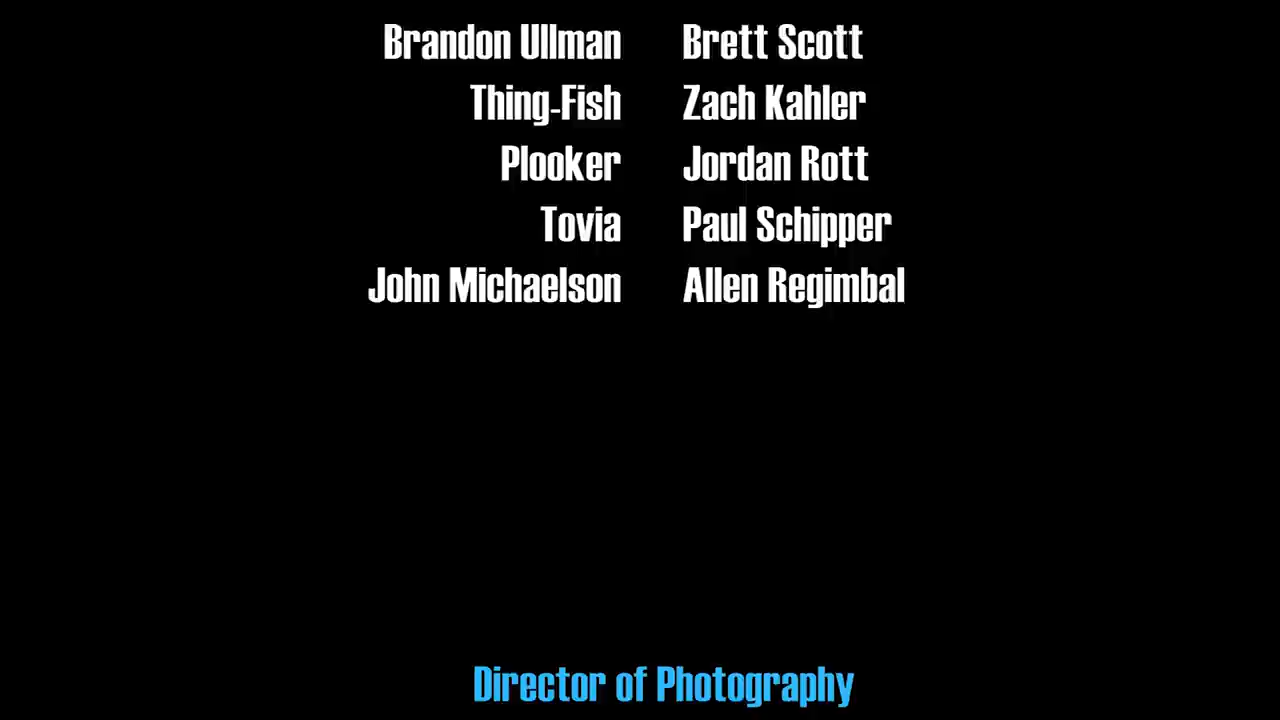 Brandon Ullman Brett Scott
Thing-Fish Zach Kahler
Plooker Jordan Rott
Tovia Paul Schipper
John Michaelson Allen Regimbal
Director of Photography